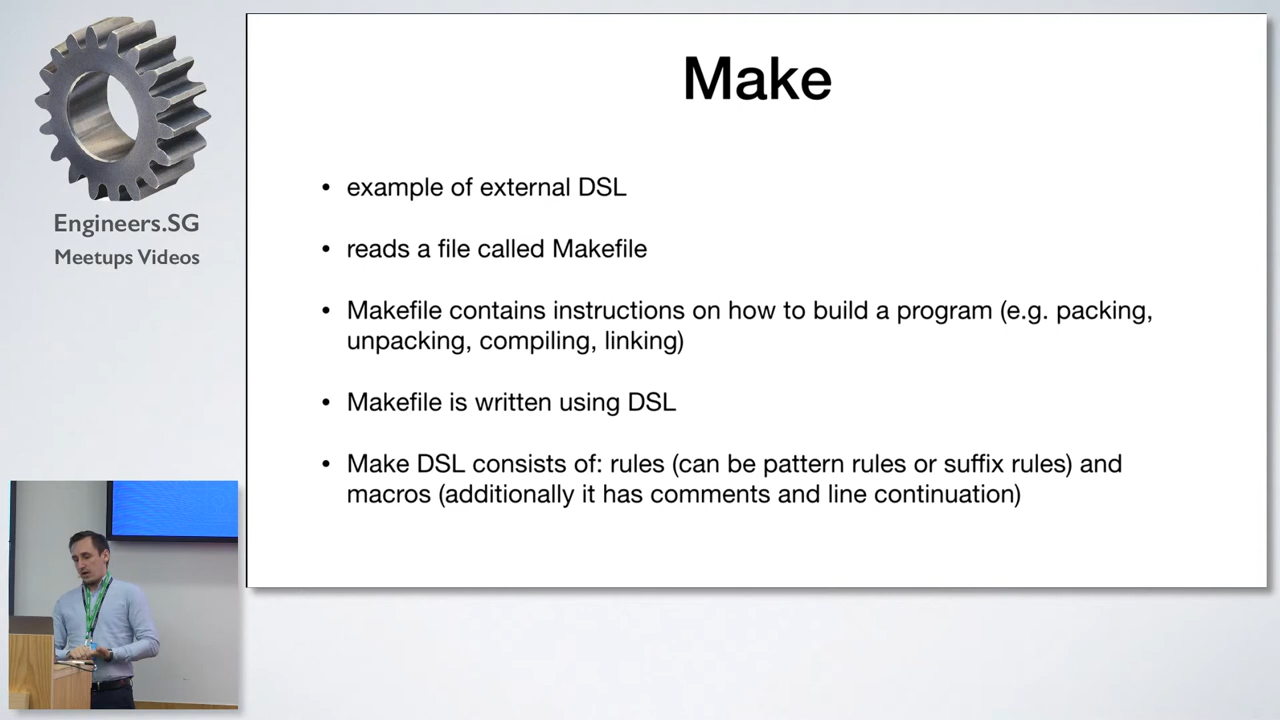 Engineers.SG
Meetups Videos
Make
• example of external DSL
• reads a file called Makefile
• Makefile contains instructions on how to build a program (e.g. packing,
unpacking, compiling, linking)
• Makefile is written using DSL
• Make DSL consists of: rules (can be pattern rules or suffix rules) and
macros (additionally it has comments and line continuation)